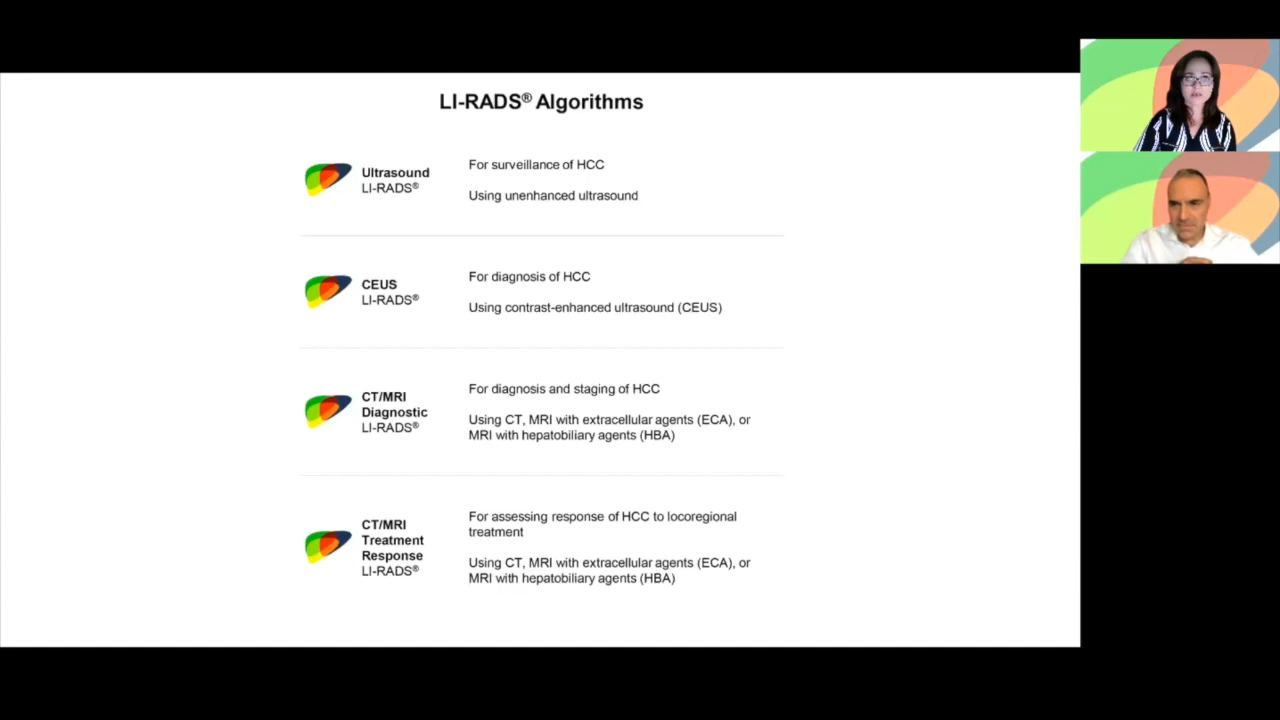 LI-RADS® Algorithms
Ultrasound
LI-RADS®
For surveillance of HCC
Using unenhanced ultrasound
CEUS
LI-RADS®
For diagnosis of HCC
Using contrast-enhanced ultrasound (CEUS)
CT/MRI
Diagnostic
LI-RADS®
For diagnosis and staging of HCC
Using CT, MRI with extracellular agents (ECA), or
MRI with hepatobiliary agents (HBA)
CT/MRI
Treatment
Response
LI-RADS®
For assessing response of HCC to locoregional
treatment
Using CT, MRI with extracellular agents (ECA), or
MRI with hepatobiliary agents (HBA)